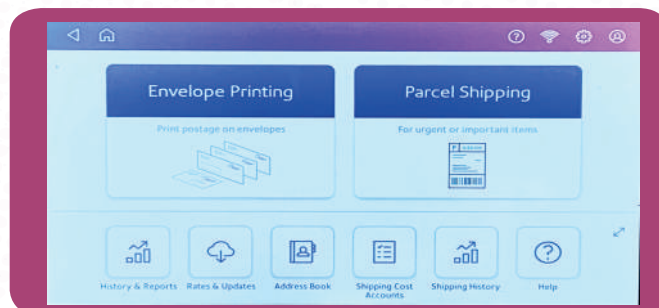 Envelope Printing
Parcel Shipping
Print postage on envelopes
For urgent or important items
History & Reports
Rates & Updates
Address Book
Shipping Cost
Accounts
Shipping History
Help